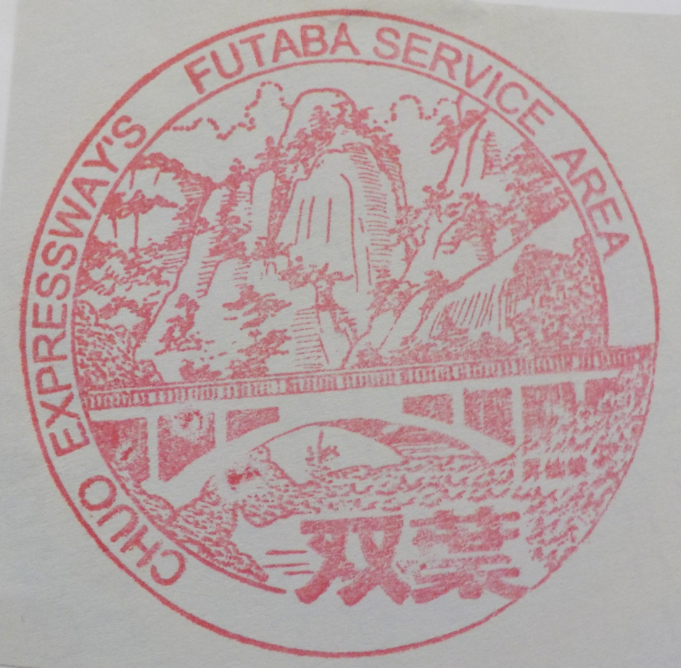 CHUO EXPRESSWAY'S FUTABA SERVICE AREA
双葉